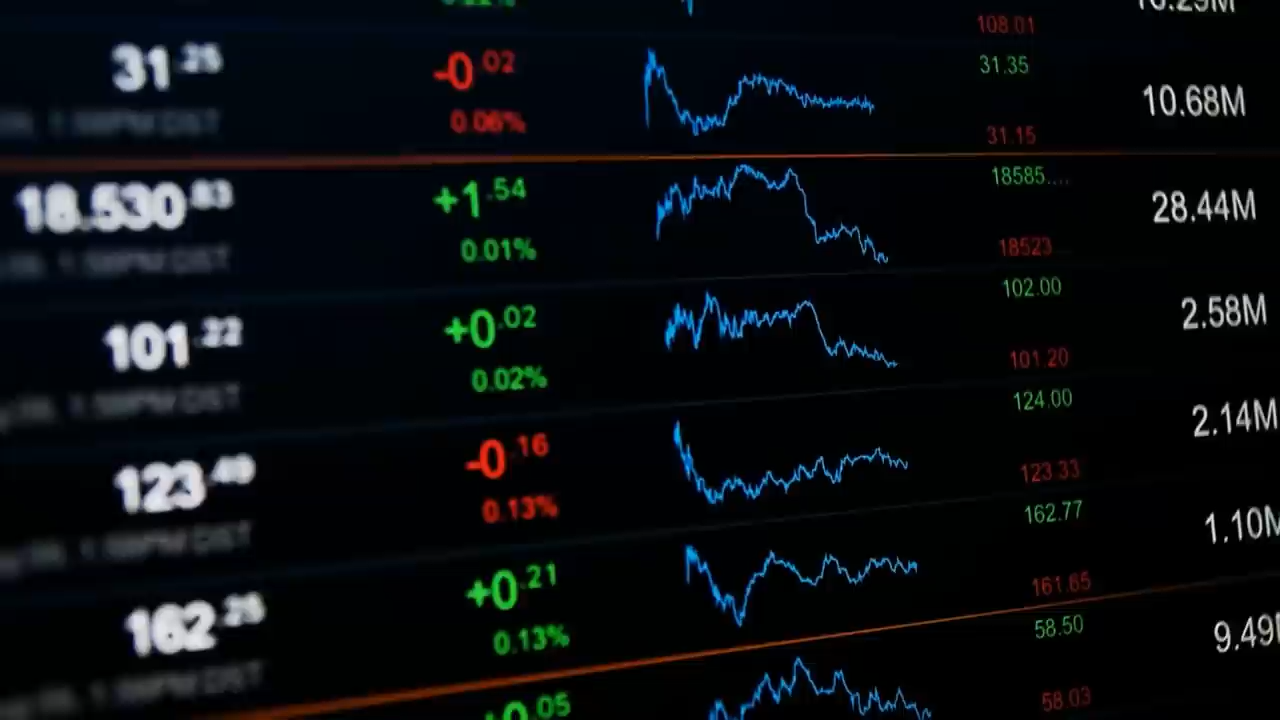 108.01
31.25 -0.02 31.35 10.68M
0.06% 31.15
18.530.83 +1.54 18585.... 28.44M
0.01% 18523
101.22 +0.02 102.00 2.58M
0.02% 101.20
123.49 -0.16 124.00 2.14M
0.13% 123.33
162.25 +0.21 162.77 1.10M
0.13% 161.65
+0.05 58.50 9.49
58.03